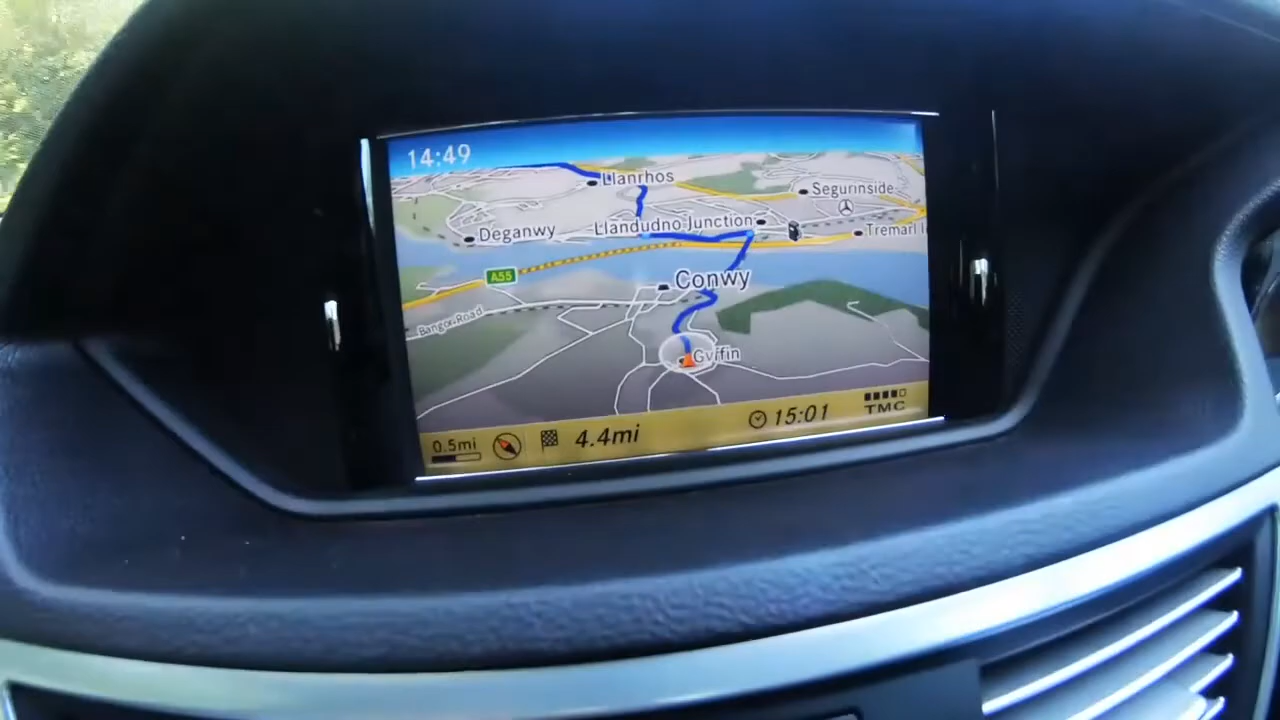 14:49
Llanrhos
Segurinside
Deganwy
Llandudno Junction
Tremarl I
A55
Conwy
Bangor Road
Gyffin
0.5mi
4.4mi
15:01
TMC